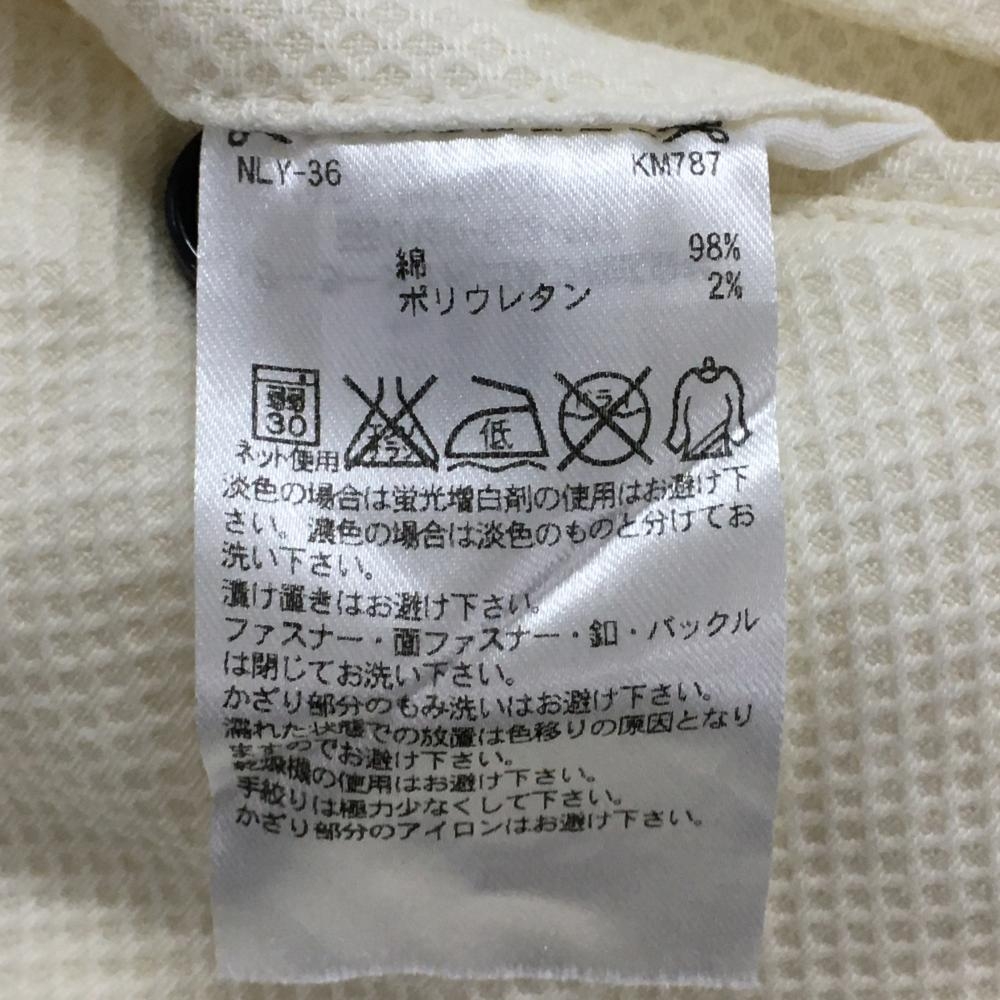 NLY-36 KM787
綿 98%
ポリウレタン 2%
弱
30
エンソ
サラシ
低
ドライ
ネット使用
淡色の場合は蛍光増白剤の使用はお避け下
さい。濃色の場合は淡色のものと分けてお
洗い下さい。
漬け置きはお避け下さい。
ファスナー・面ファスナー・釦・バックル
は閉じてお洗い下さい。
かざり部分のもみ洗いはお避け下さい。
濡れた状態での放置は色移りの原因となり
ますのでお避け下さい。
乾燥機の使用はお避け下さい。
手絞りは極力少なくして下さい。
かざり部分のアイロンはお避け下さい。